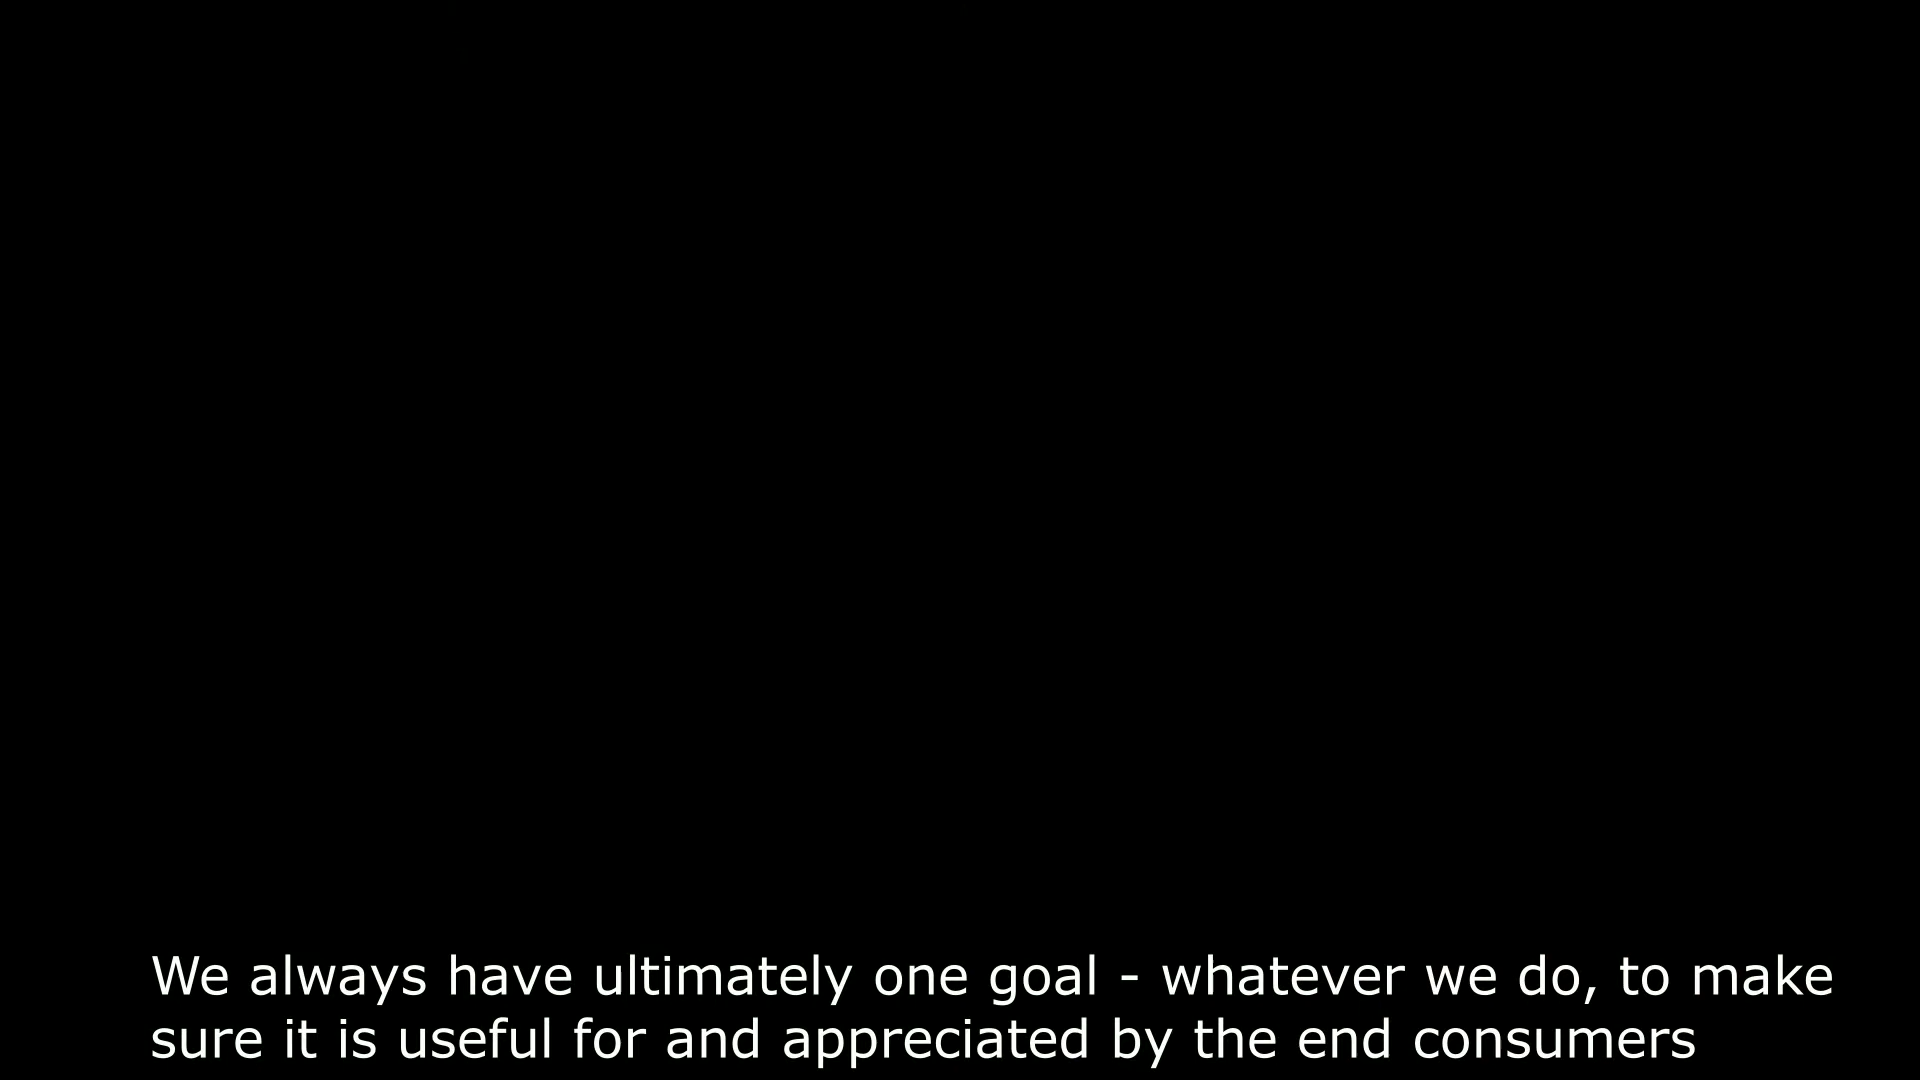 We always have ultimately one goal - whatever we do, to make
sure it is useful for and appreciated by the end consumers